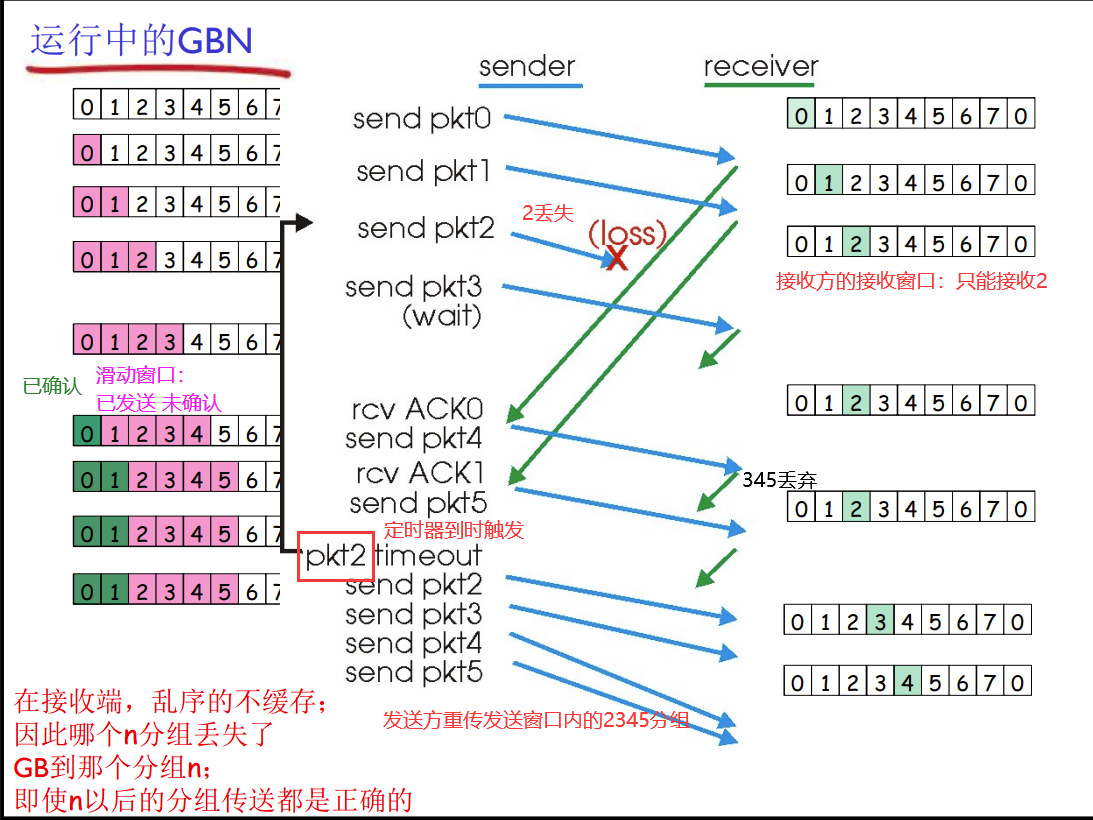 运行中的GBN
sender
receiver
0 1 2 3 4 5 6 7
0 1 2 3 4 5 6 7 0
send pkt0
0 1 2 3 4 5 6 7
send pkt1
0 1 2 3 4 5 6 7 0
0 1 2 3 4 5 6 7
2丢失
(loss)
X
send pkt2
0 1 2 3 4 5 6 7 0
0 1 2 3 4 5 6 7
接收方的接收窗口：只能接收2
send pkt3
(wait)
0 1 2 3 4 5 6 7
已确认
滑动窗口：
已发送 未确认
0 1 2 3 4 5 6 7 0
rcv ACK0
0 1 2 3 4 5 6 7
send pkt4
rcv ACK1
0 1 2 3 4 5 6 7
345丢弃
send pkt5
0 1 2 3 4 5 6 7 0
定时器到时触发
0 1 2 3 4 5 6 7
pkt2 timeout
0 1 2 3 4 5 6 7
send pkt2
send pkt3
0 1 2 3 4 5 6 7 0
send pkt4
send pkt5
0 1 2 3 4 5 6 7 0
发送方重传发送窗口内的2345分组
在接收端，乱序的不缓存；
因此哪个n分组丢失了
GB到那个分组n；
即使n以后的分组传送都是正确的